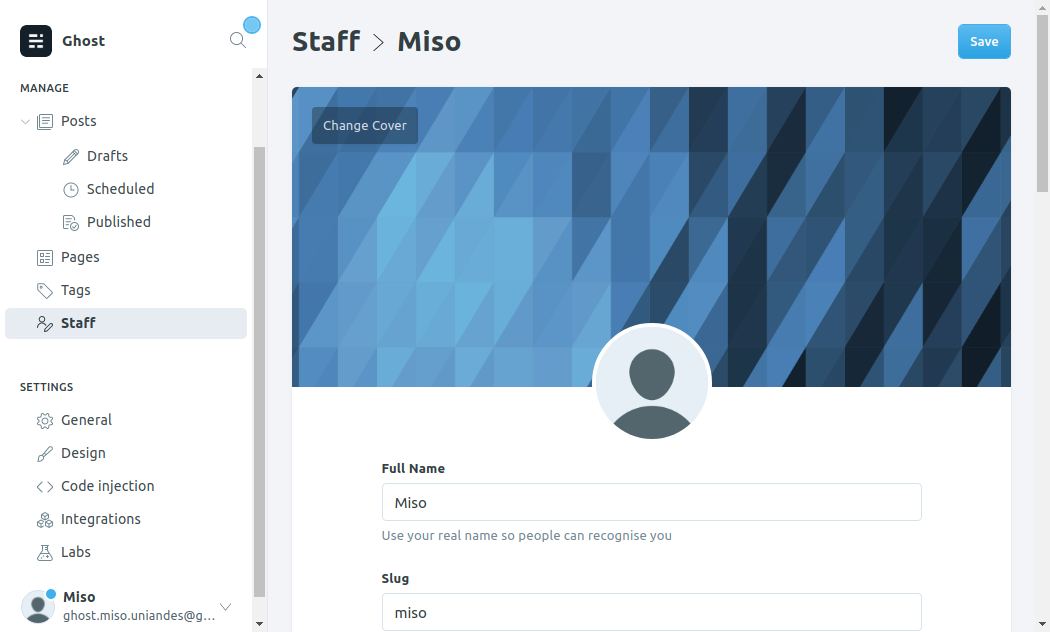 Ghost
MANAGE
Posts
Drafts
Scheduled
Published
Pages
Tags
Staff
SETTINGS
General
Design
Code injection
Integrations
Labs
Miso
ghost.miso.uniandes@g...
Staff > Miso
Save
Change Cover
Full Name
Miso
Use your real name so people can recognise you
Slug
miso